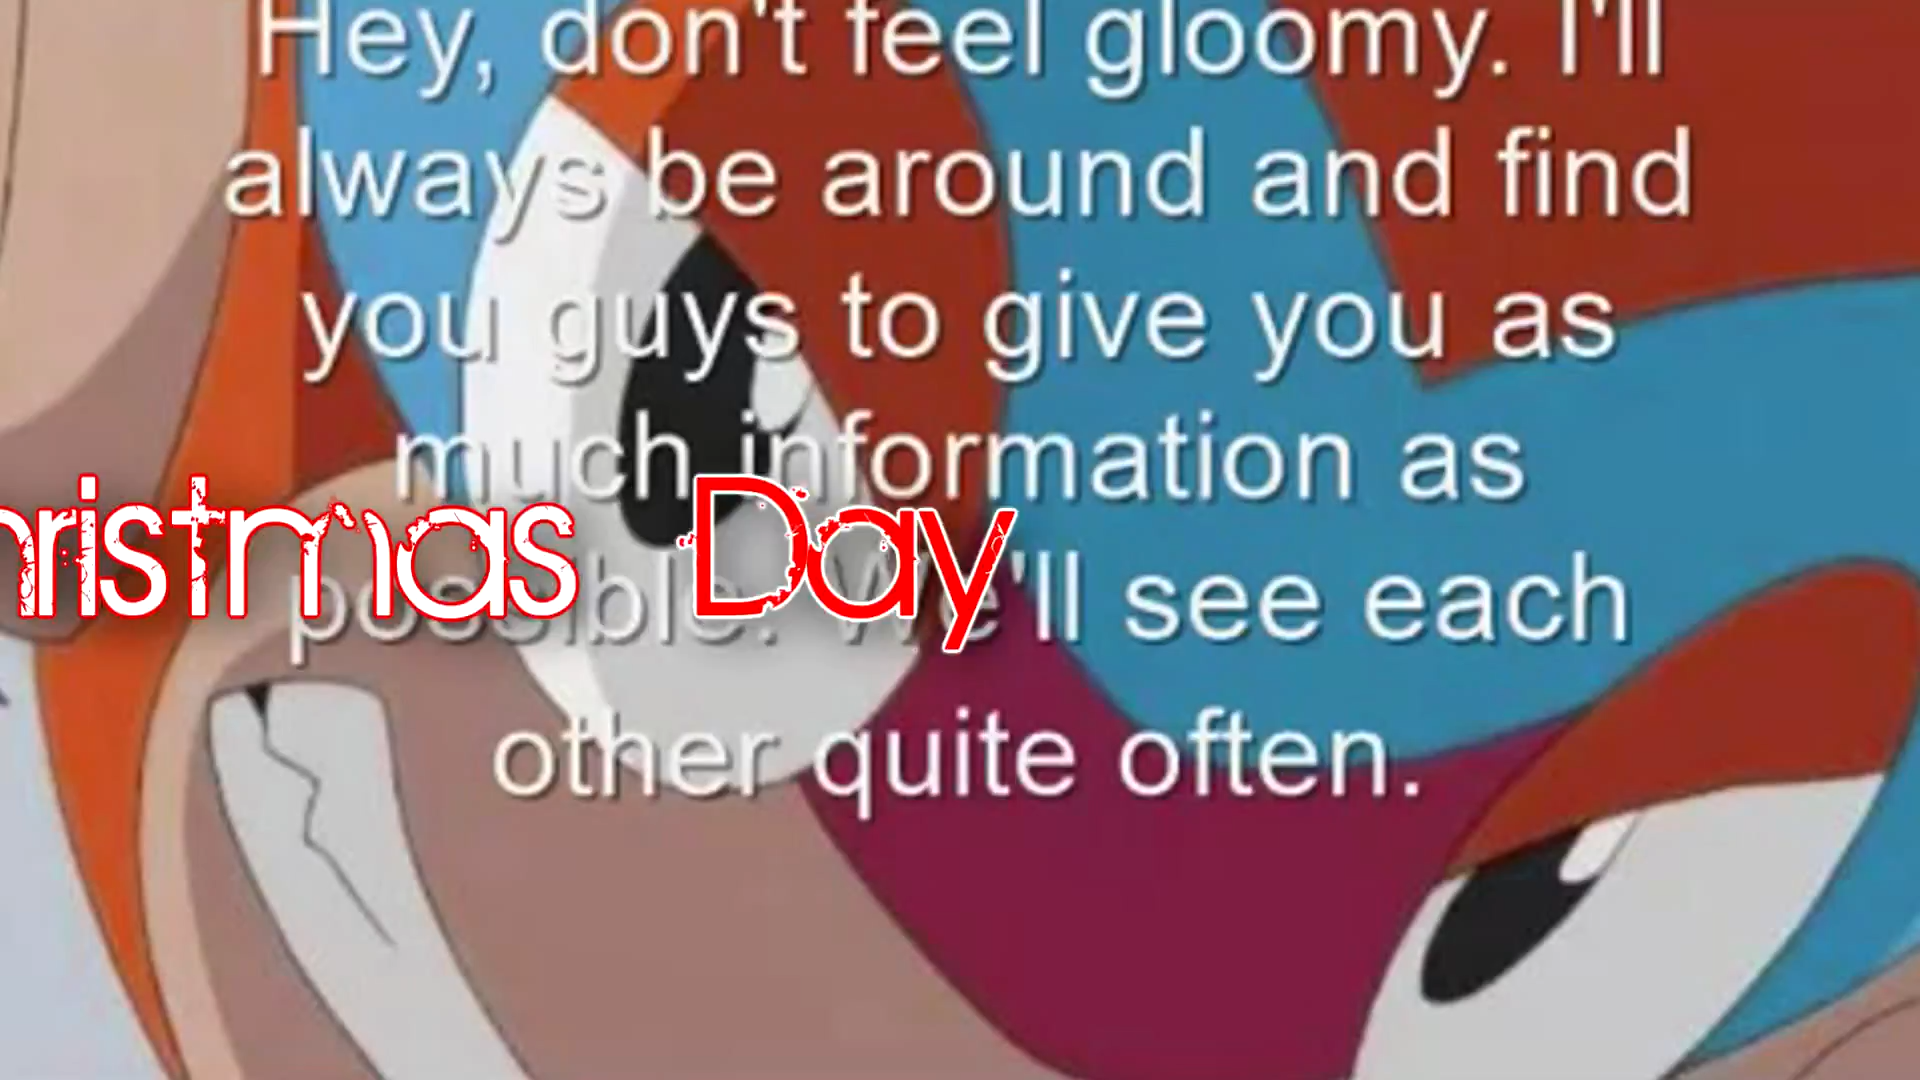 Hey, don't feel gloomy. I'll
always be around and find
you guys to give you as
much information as
possible. We'll see each
other quite often.
hristmas Day